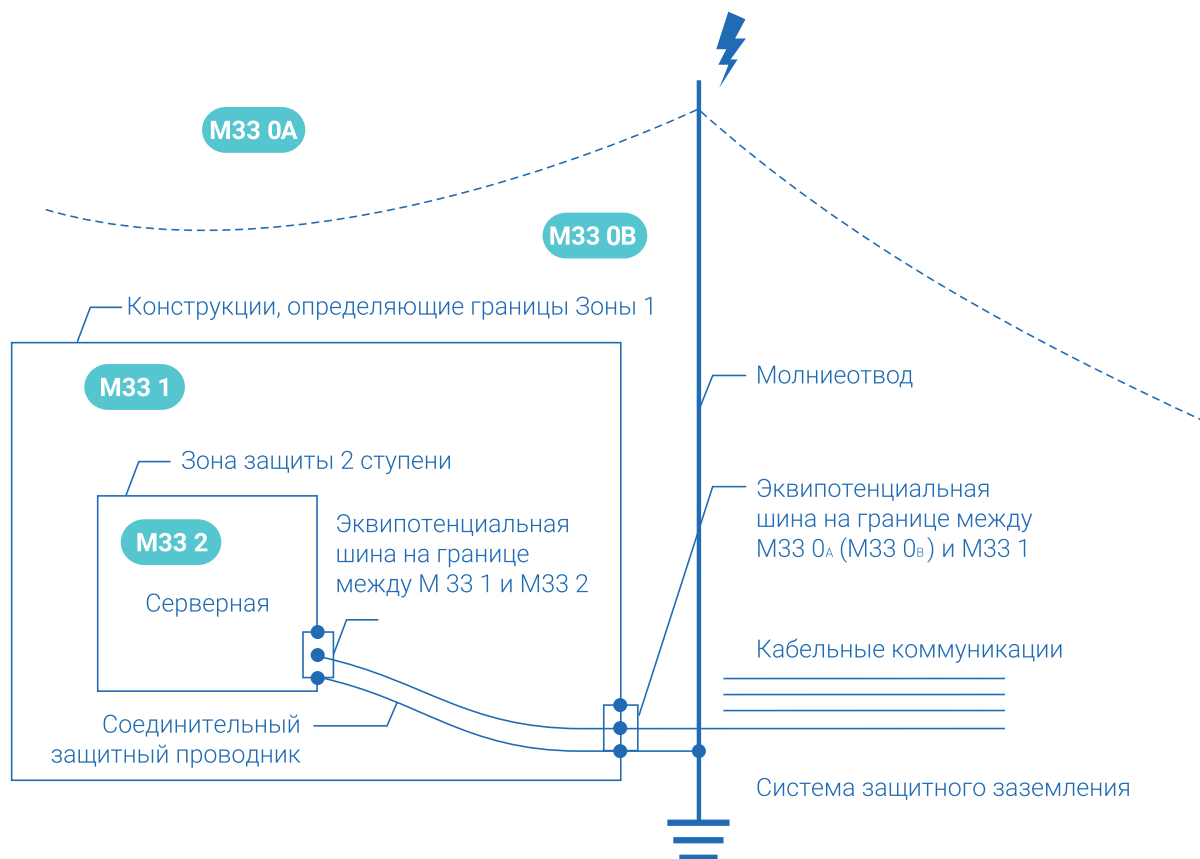 МЗЗ 0А
МЗЗ 0В
Конструкции, определяющие границы Зоны 1
МЗЗ 1
Молниеотвод
Зона защиты 2 ступени
Эквипотенциальная
шина на границе между
МЗЗ 0А (МЗЗ 0В) и МЗЗ 1
Эквипотенциальная
шина на границе
между М ЗЗ 1 и МЗЗ 2
МЗЗ 2
Серверная
Кабельные коммуникации
Соединительный
защитный проводник
Система защитного заземления